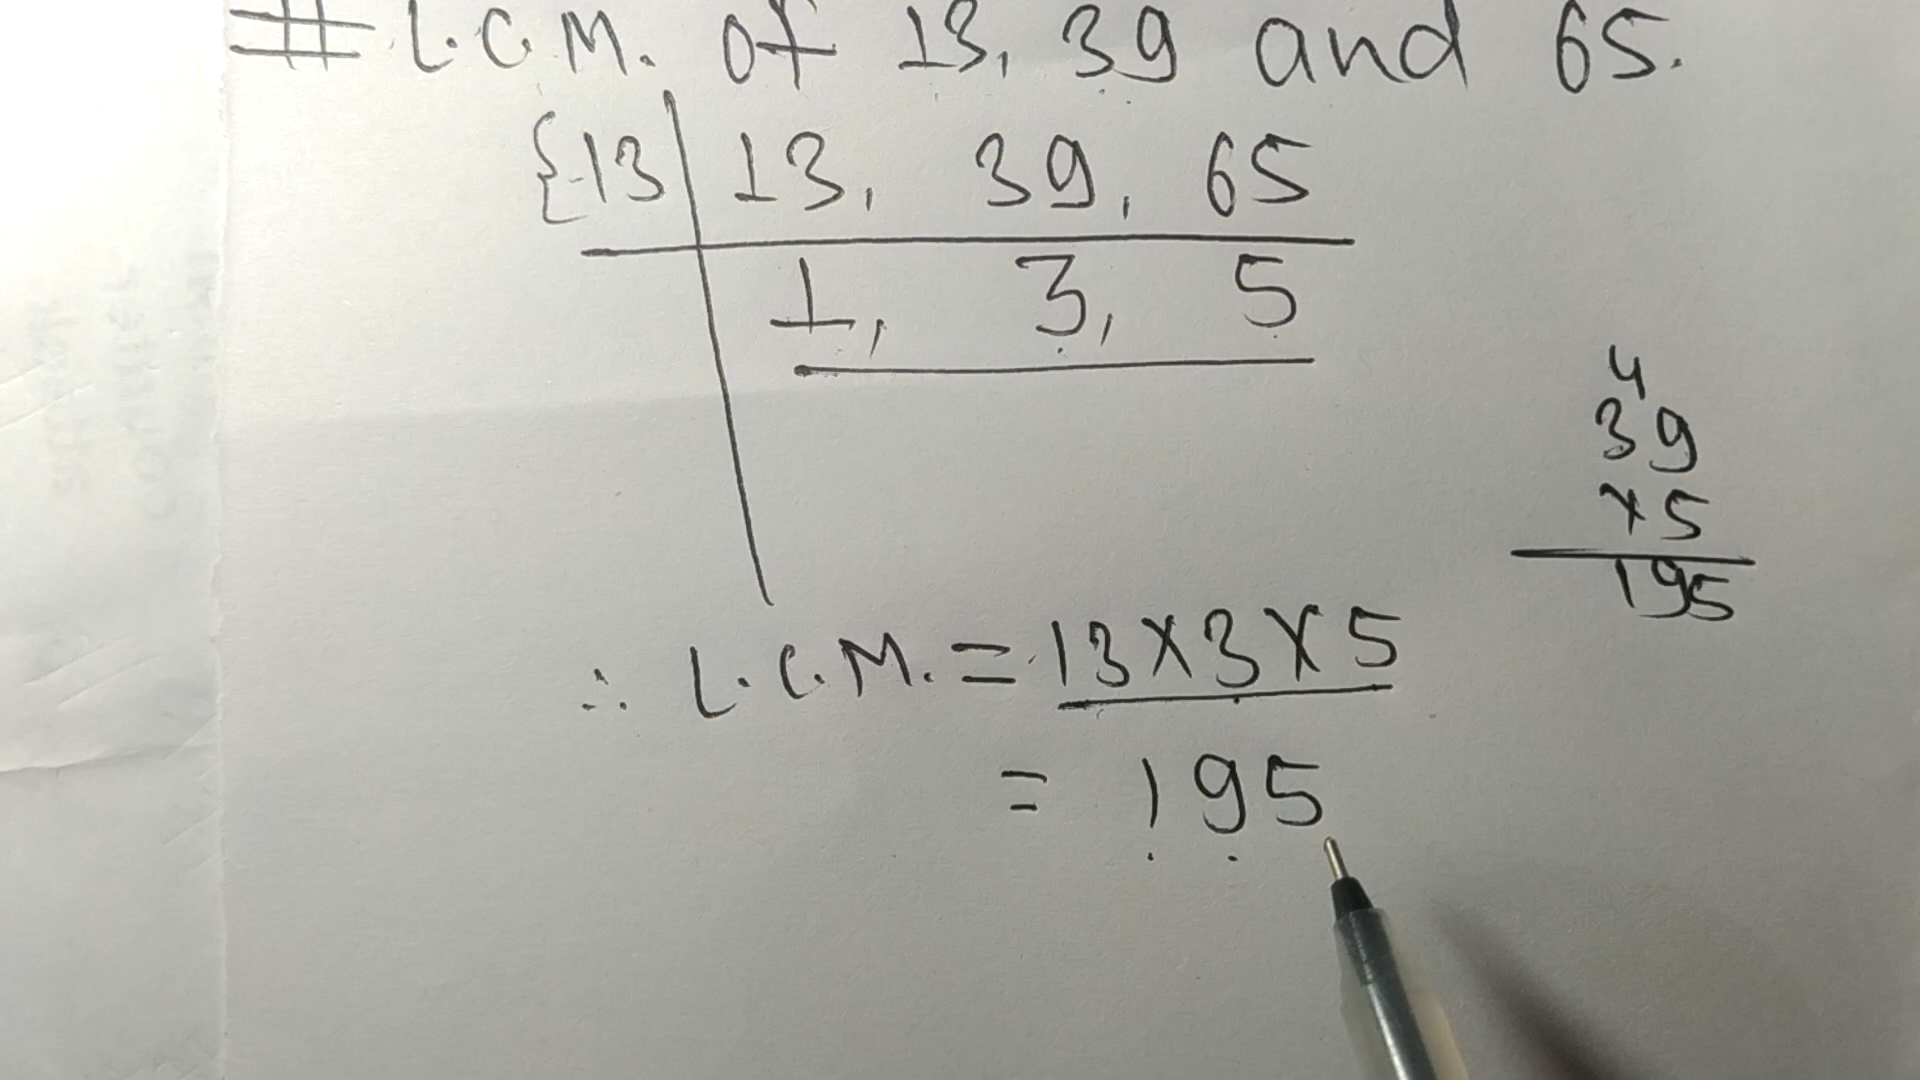 # L.C.M. of 13, 39 and 65.
{13 | 13, 39, 65
1, 3, 5
4
39
×5
195
∴ L.C.M. = 13×3×5
= 195